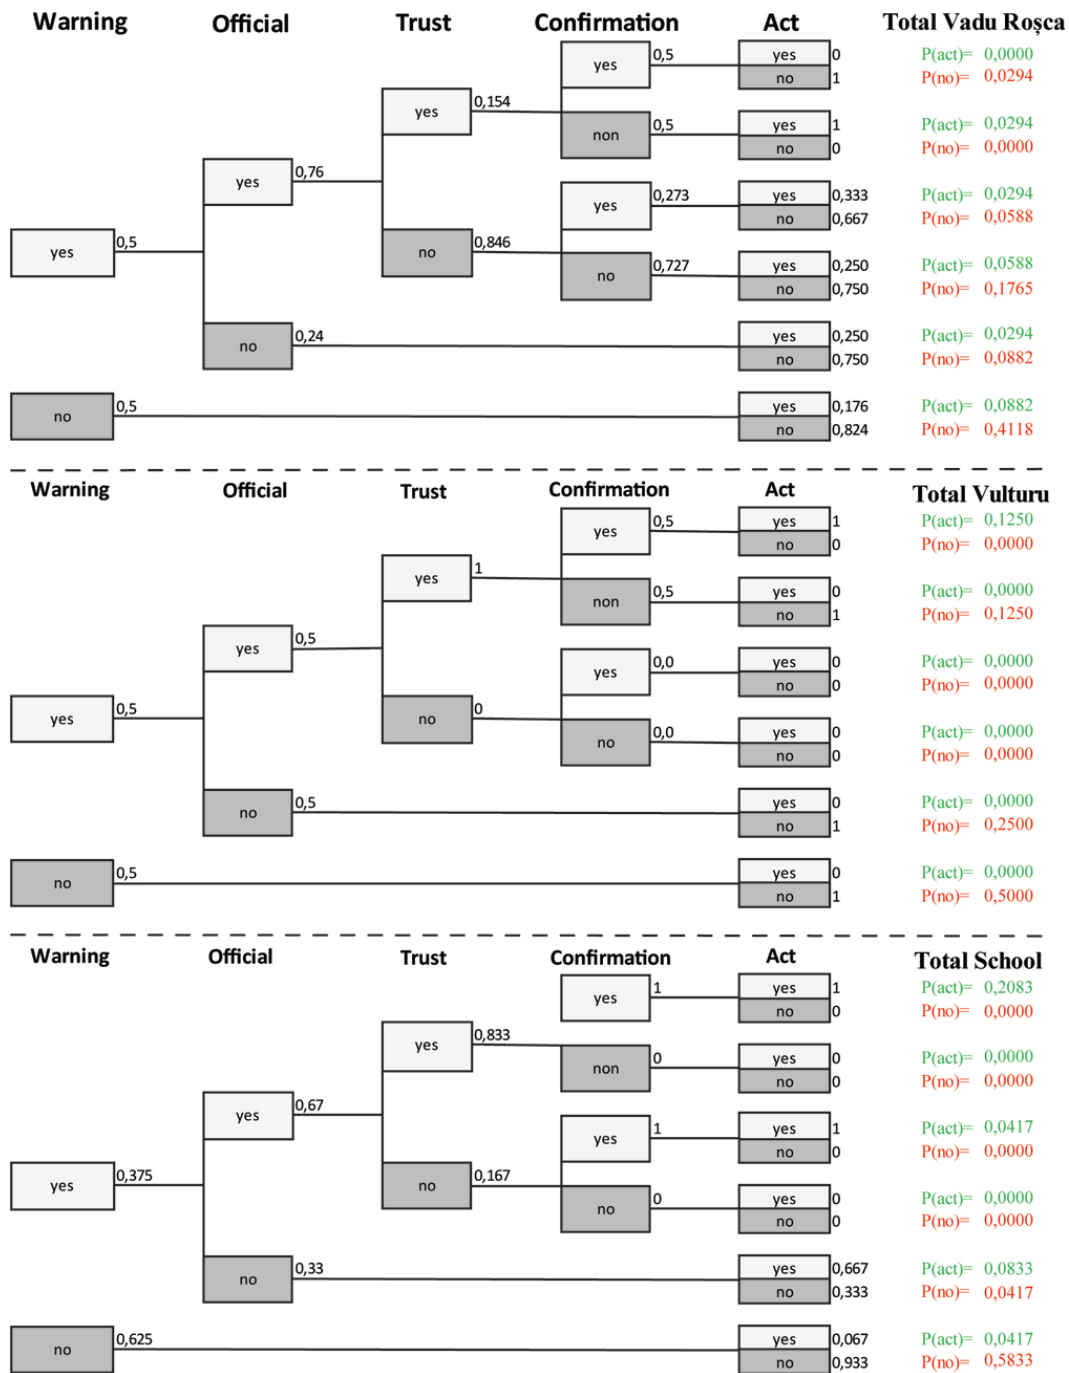 Warning Official Trust Confirmation Act Total Vadu Roșca
yes 0,5 yes 0 P(act)= 0,0000
no 1 P(no)= 0,0294
yes 0,154
non 0,5 yes 1 P(act)= 0,0294
no 0 P(no)= 0,0000
yes 0,76
yes 0,273 yes 0,333 P(act)= 0,0294
no 0,667 P(no)= 0,0588
yes 0,5 no 0,846
no 0,727 yes 0,250 P(act)= 0,0588
no 0,750 P(no)= 0,1765
no 0,24 yes 0,250 P(act)= 0,0294
no 0,750 P(no)= 0,0882
no 0,5 yes 0,176 P(act)= 0,0882
no 0,824 P(no)= 0,4118
Warning Official Trust Confirmation Act Total Vulturu
yes 0,5 yes 1 P(act)= 0,1250
no 0 P(no)= 0,0000
yes 1
non 0,5 yes 0 P(act)= 0,0000
no 1 P(no)= 0,1250
yes 0,5
yes 0,0 yes 0 P(act)= 0,0000
no 0 P(no)= 0,0000
yes 0,5 no 0
no 0,0 yes 0 P(act)= 0,0000
no 0 P(no)= 0,0000
no 0,5 yes 0 P(act)= 0,0000
no 1 P(no)= 0,2500
no 0,5 yes 0 P(act)= 0,0000
no 1 P(no)= 0,5000
Warning Official Trust Confirmation Act Total School
yes 1 yes 1 P(act)= 0,2083
no 0 P(no)= 0,0000
yes 0,833
non 0 yes 0 P(act)= 0,0000
no 0 P(no)= 0,0000
yes 0,67
yes 1 yes 1 P(act)= 0,0417
no 0 P(no)= 0,0000
yes 0,375 no 0,167
no 0 yes 0 P(act)= 0,0000
no 0 P(no)= 0,0000
no 0,33 yes 0,667 P(act)= 0,0833
no 0,333 P(no)= 0,0417
no 0,625 yes 0,067 P(act)= 0,0417
no 0,933 P(no)= 0,5833